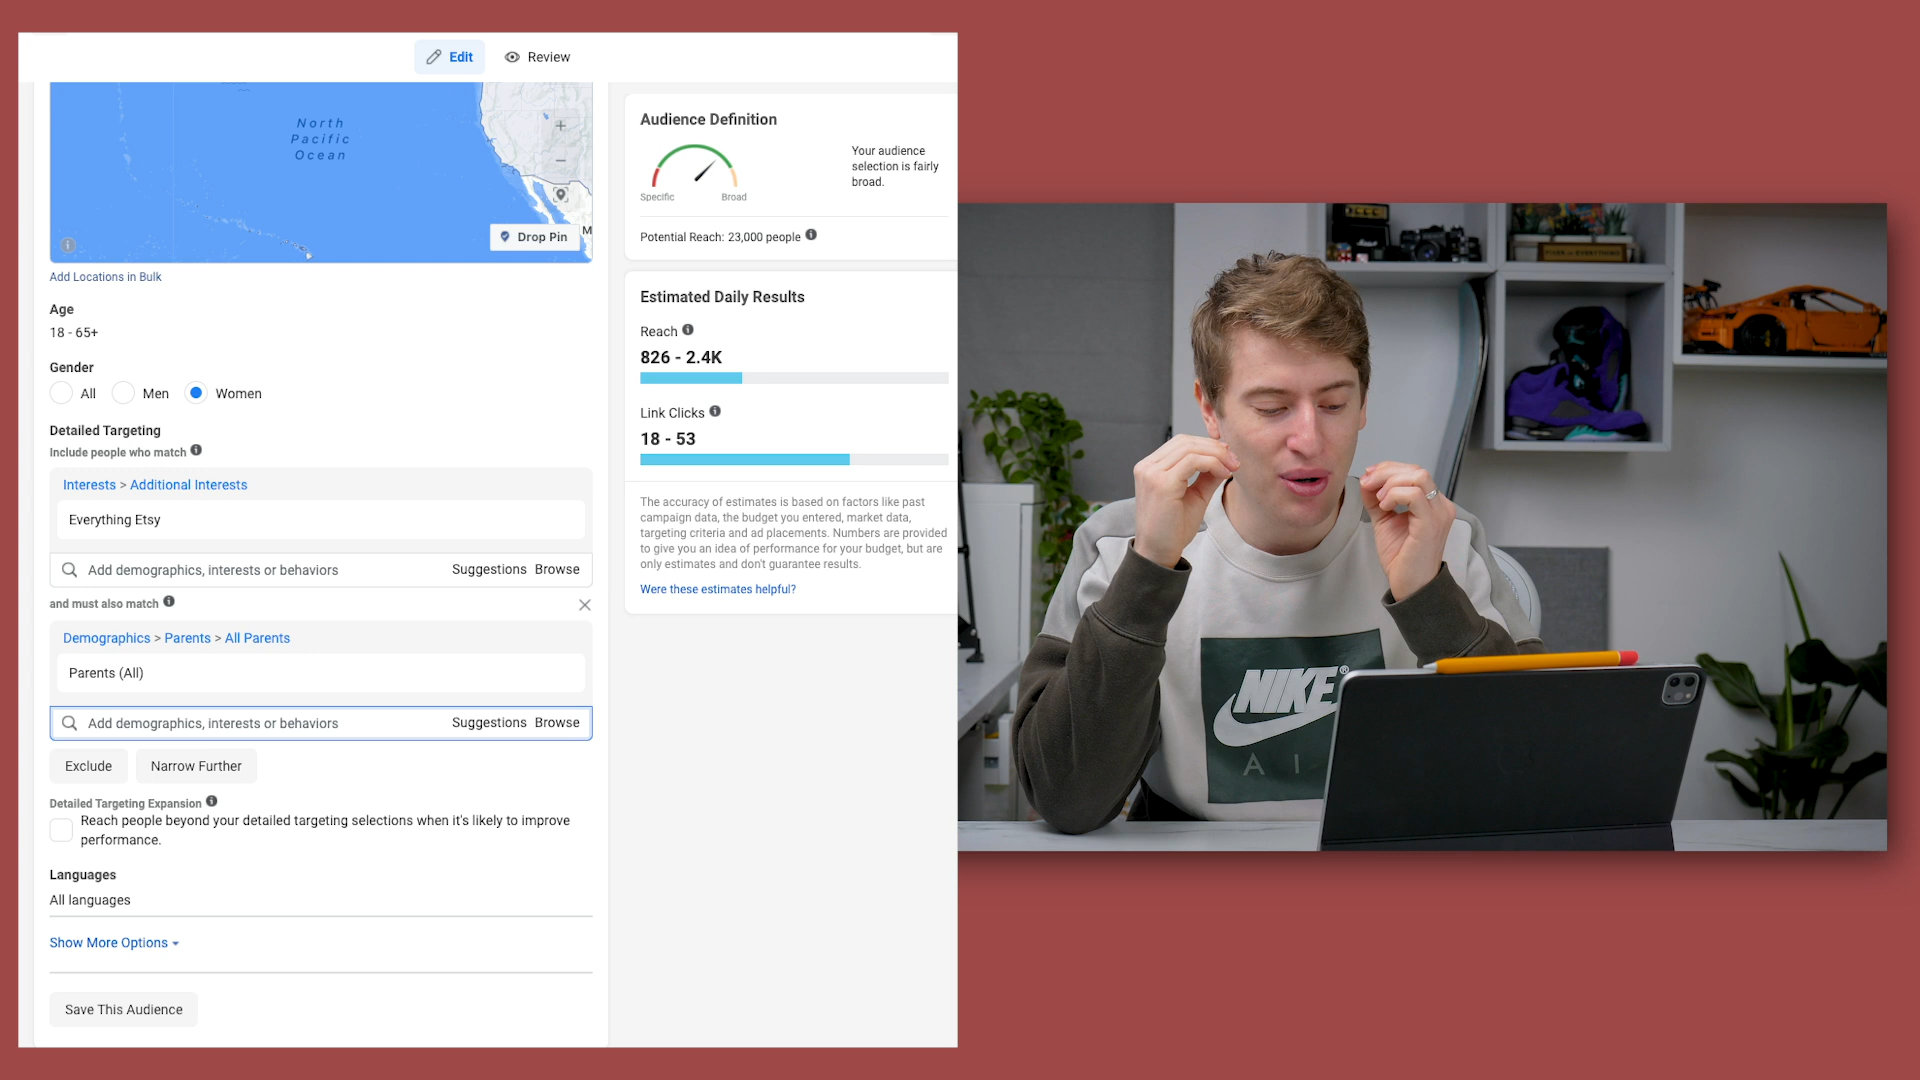 Edit
Review
North
Pacific
Ocean
Drop Pin
M
Add Locations in Bulk
Age
18 - 65+
Gender
All
Men
Women
Detailed Targeting
Include people who match
Interests > Additional Interests
Everything Etsy
Add demographics, interests or behaviors
Suggestions
Browse
and must also match
Demographics > Parents > All Parents
Parents (All)
Add demographics, interests or behaviors
Suggestions
Browse
Exclude
Narrow Further
Detailed Targeting Expansion
Reach people beyond your detailed targeting selections when it's likely to improve
performance.
Languages
All languages
Show More Options
Save This Audience
Audience Definition
Your audience
selection is fairly
broad.
Specific
Broad
Potential Reach: 23,000 people
Estimated Daily Results
Reach
826 - 2.4K
Link Clicks
18 - 53
The accuracy of estimates is based on factors like past
campaign data, the budget you entered, market data,
targeting criteria and ad placements. Numbers are provided
to give you an idea of performance for your budget, but are
only estimates and don't guarantee results.
Were these estimates helpful?
NIKE
AI